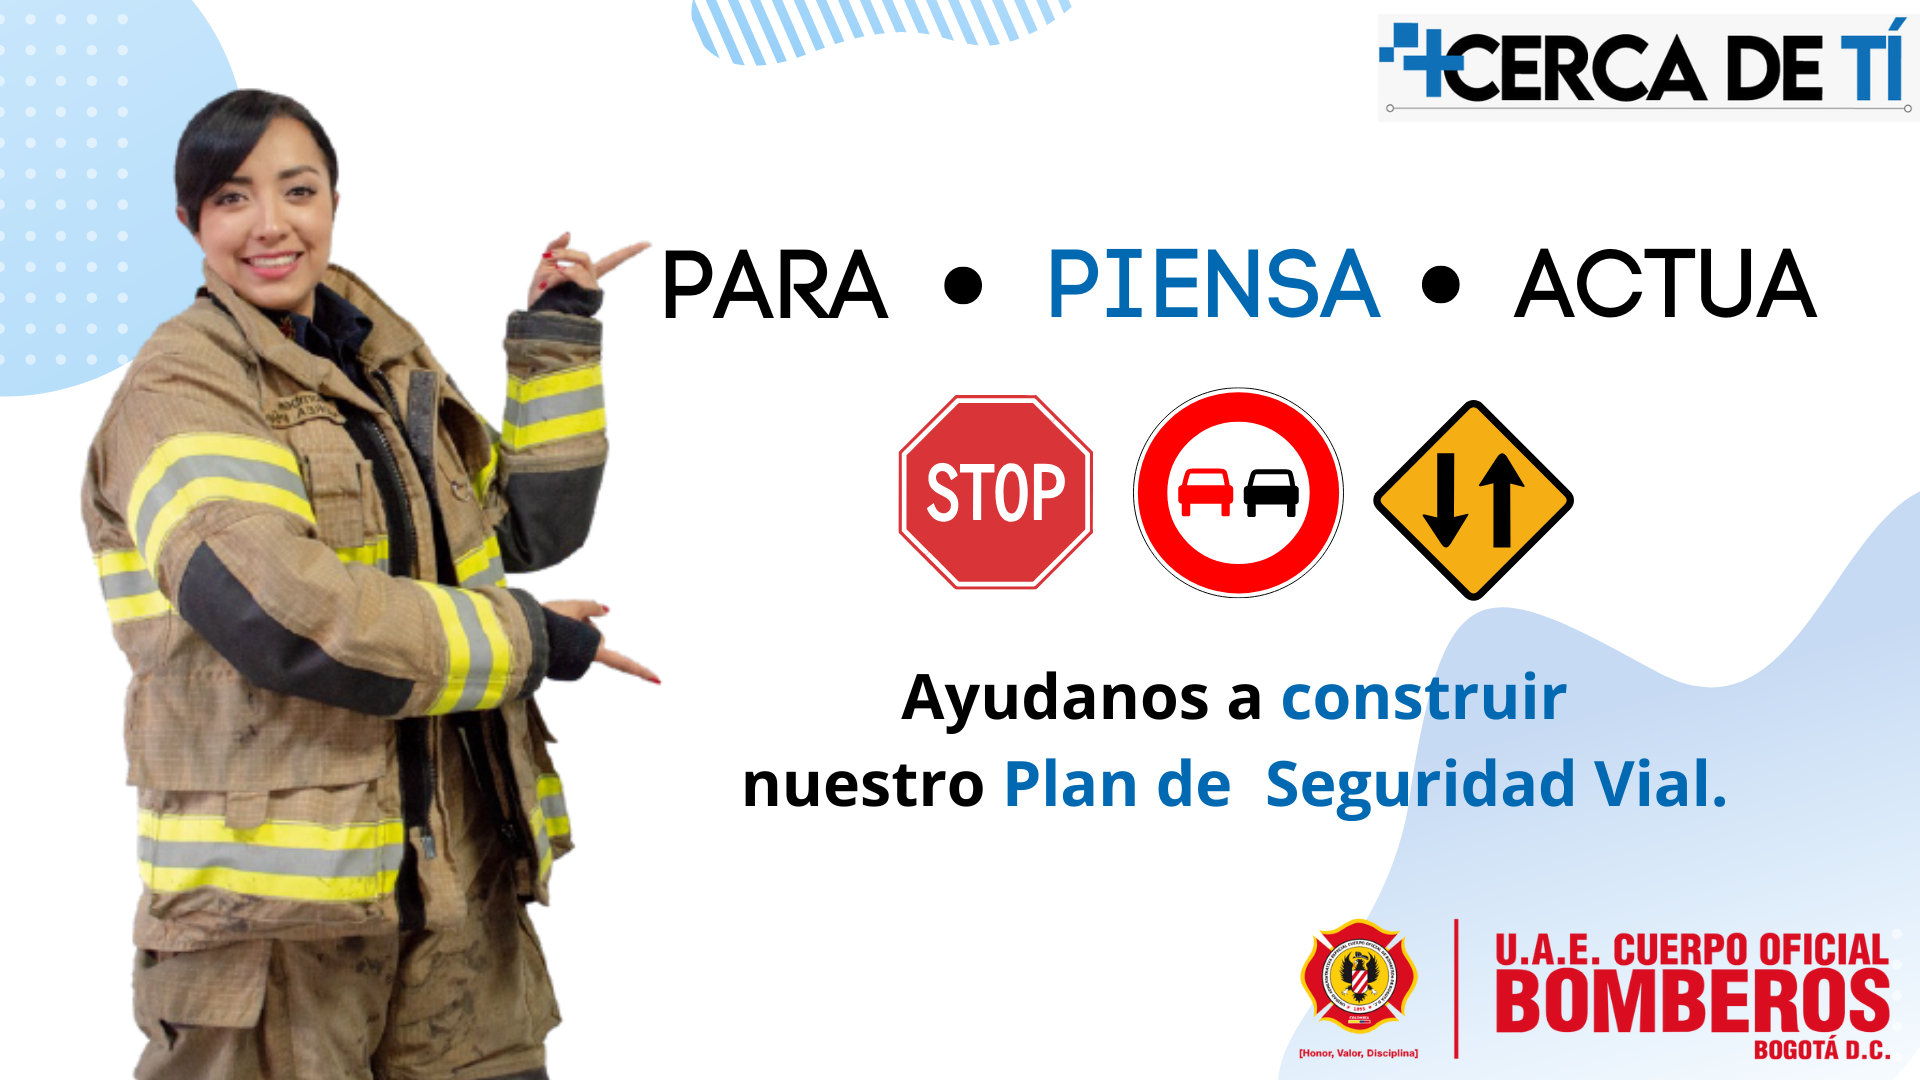 +CERCA DE TÍ
PARA • PIENSA • ACTUA
STOP
Ayudanos a construir
nuestro Plan de Seguridad Vial.
[Honor, Valor, Disciplina]
U.A.E. CUERPO OFICIAL
BOMBEROS
BOGOTÁ D.C.